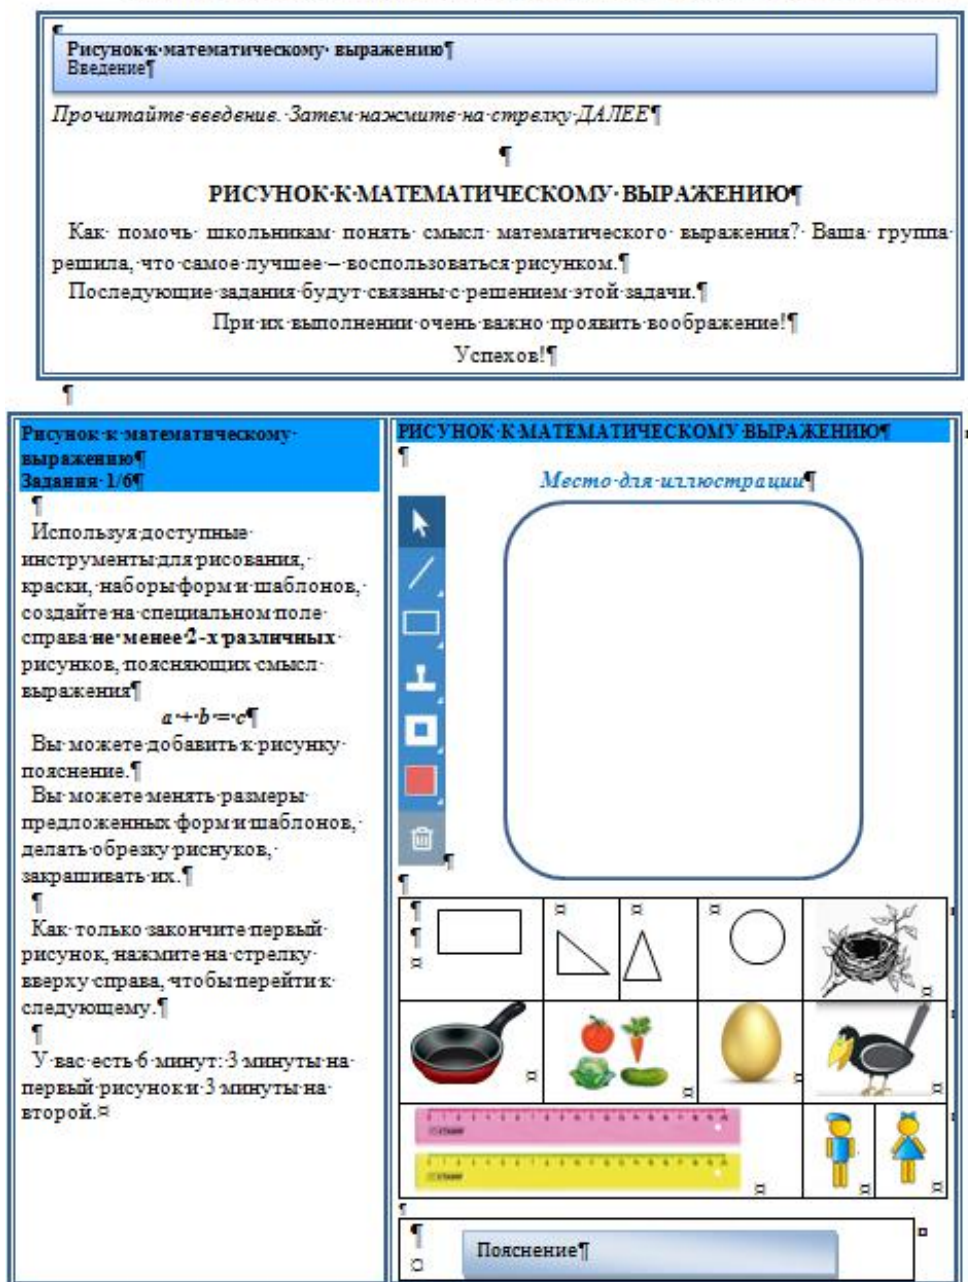 Рисунок к математическому выражению
Введение
Прочитайте введение. Затем нажмите на стрелку ДАЛЕЕ
РИСУНОК К МАТЕМАТИЧЕСКОМУ ВЫРАЖЕНИЮ
Как помочь школьникам понять смысл математического выражения? Ваша группа
решила, что самое лучшее – воспользоваться рисунком.
Последующие задания будут связаны с решением этой задачи.
При их выполнении очень важно проявить воображение!
Успехов!
Рисунок к математическому
выражению
Задания 1/6
Используя доступные
инструменты для рисования,
краски, наборы форм и шаблонов,
создайте на специальном поле
справа не менее 2-х различных
рисунков, поясняющих смысл
выражения
a + b = c
Вы можете добавить к рисунку
пояснение.
Вы можете менять размеры
предложенных форм и шаблонов,
делать обрезку риснуков,
закрашивать их.
Как только закончите первый
рисунок, нажмите на стрелку
вверху справа, чтобы перейти к
следующему.
У вас есть 6 минут: 3 минуты на
первый рисунок и 3 минуты на
второй.
РИСУНОК К МАТЕМАТИЧЕСКОМУ ВЫРАЖЕНИЮ
Место для иллюстрации
Пояснение